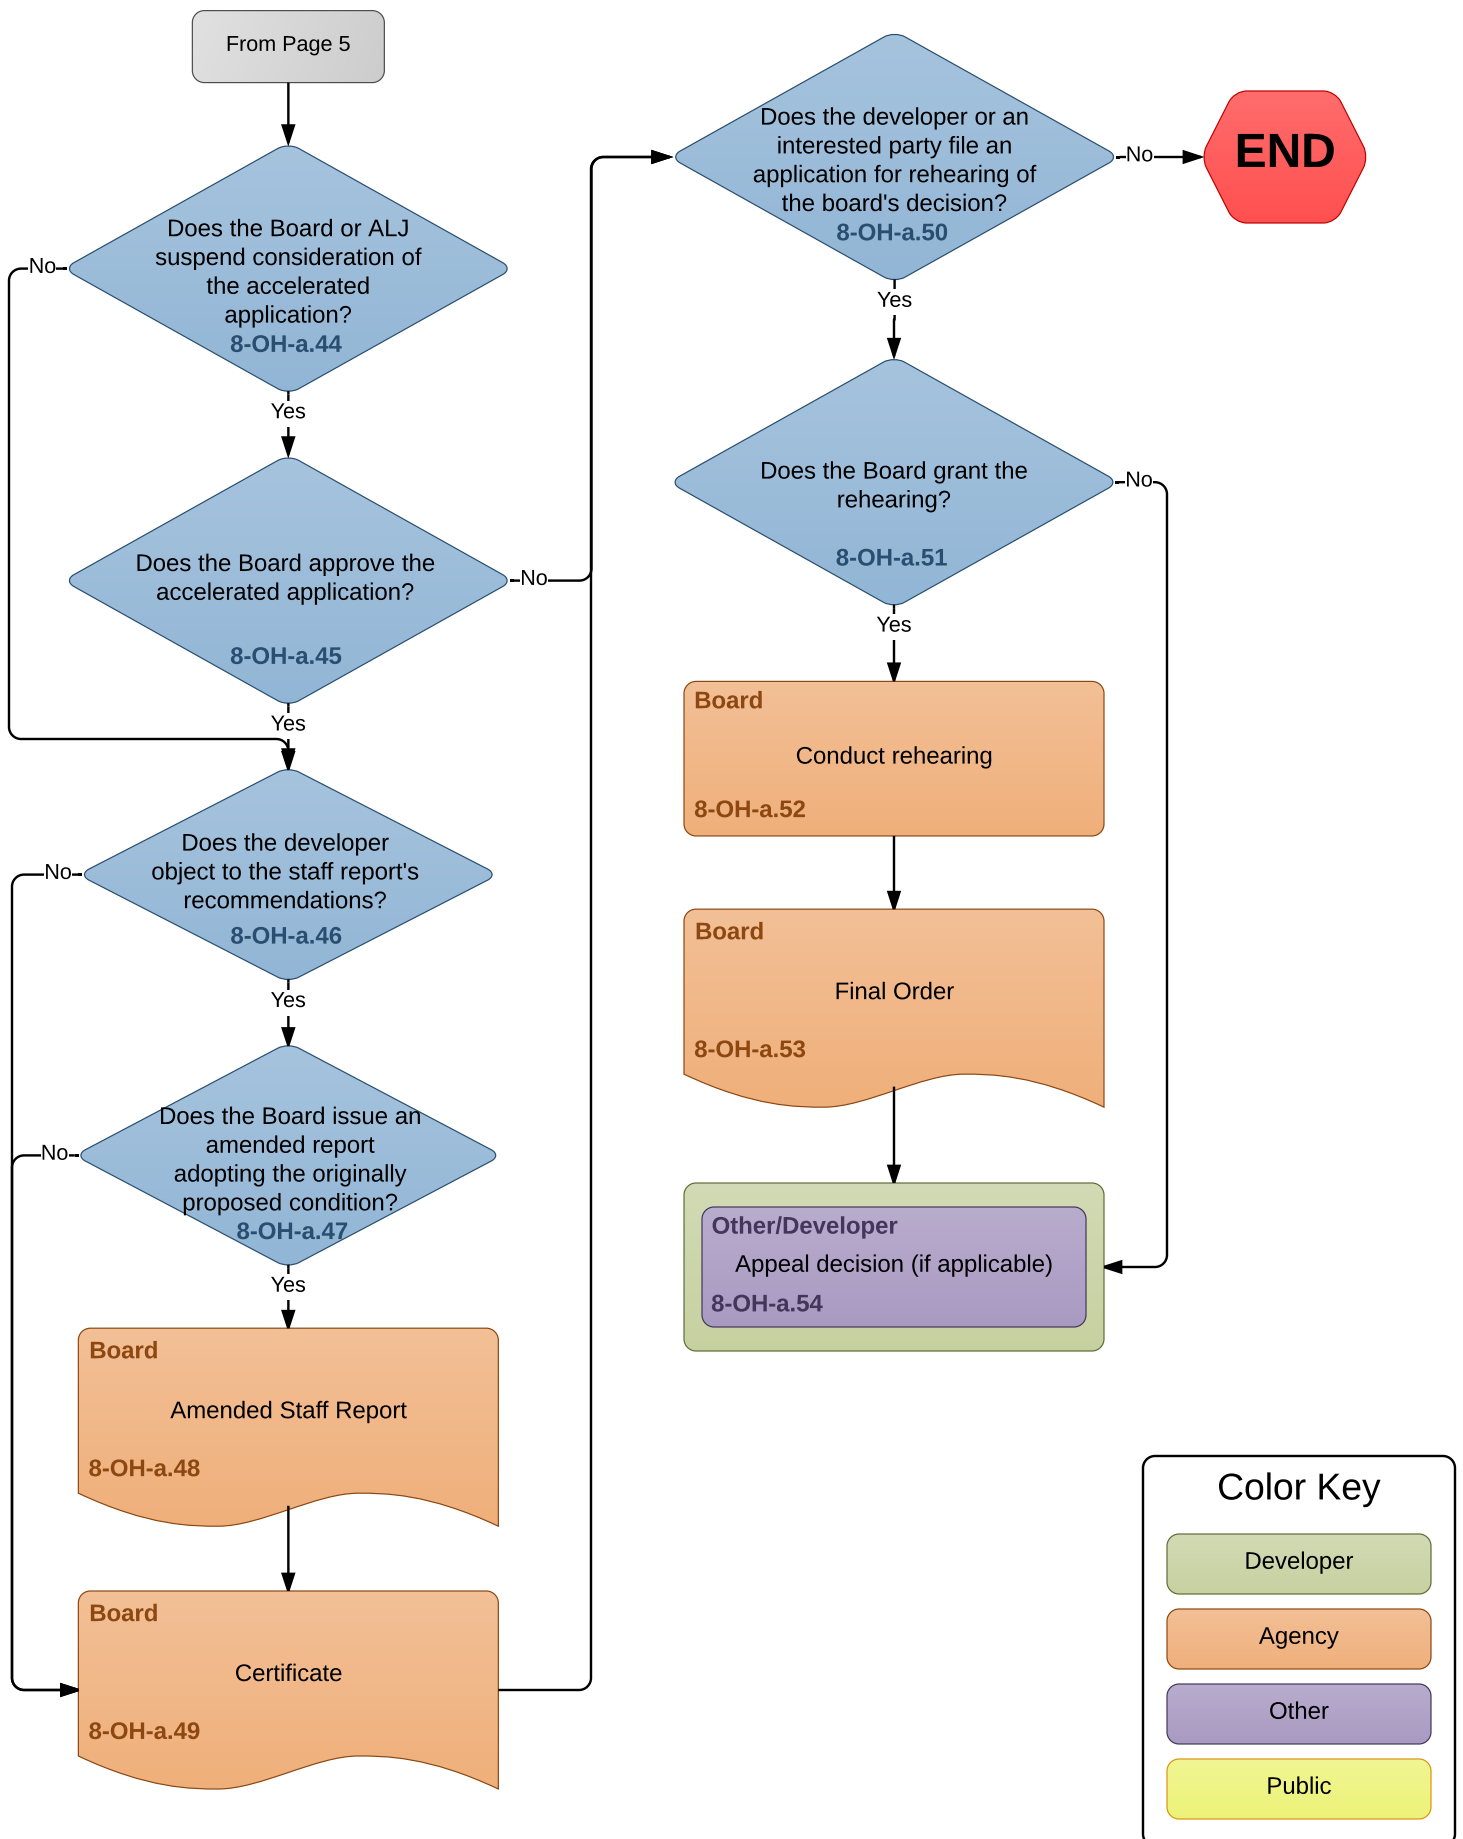 From Page 5
Does the Board or ALJ
suspend consideration of
the accelerated
application?
8-OH-a.44
No
Yes
Does the Board approve the
accelerated application?
8-OH-a.45
No
Yes
Does the developer
object to the staff report's
recommendations?
8-OH-a.46
No
Yes
Does the Board issue an
amended report
adopting the originally
proposed condition?
8-OH-a.47
No
Yes
Board
Amended Staff Report
8-OH-a.48
Board
Certificate
8-OH-a.49
Does the developer or an
interested party file an
application for rehearing of
the board's decision?
8-OH-a.50
No
END
Yes
Does the Board grant the
rehearing?
8-OH-a.51
No
Yes
Board
Conduct rehearing
8-OH-a.52
Board
Final Order
8-OH-a.53
Other/Developer
Appeal decision (if applicable)
8-OH-a.54
Color Key
Developer
Agency
Other
Public